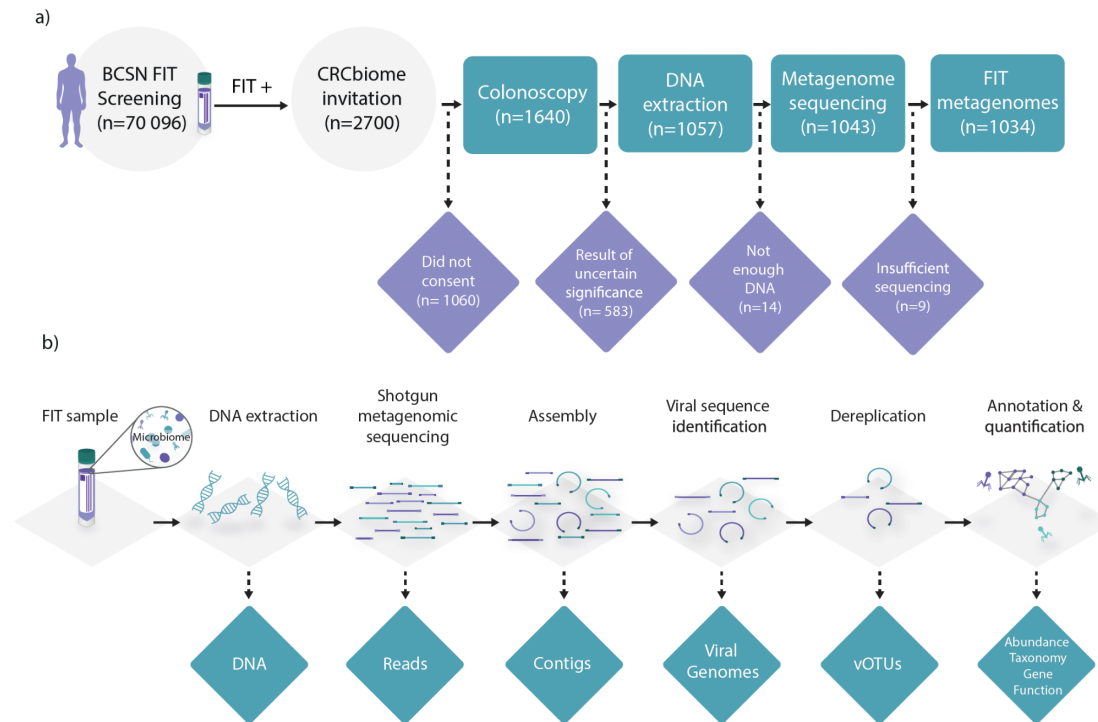 a)
BCSN FIT
Screening
(n=70 096)
FIT +
CRCbiome
invitation
(n=2700)
Colonoscopy
(n=1640)
DNA
extraction
(n=1057)
Metagenome
sequencing
(n=1043)
FIT
metagenomes
(n=1034)
Did not
consent
(n= 1060)
Result of
uncertain
significance
(n= 583)
Not
enough
DNA
(n=14)
Insufficient
sequencing
(n=9)
b)
FIT sample
Microbiome
DNA extraction
Shotgun
metagenomic
sequencing
Assembly
Viral sequence
identification
Dereplication
Annotation &
quantification
DNA
Reads
Contigs
Viral
Genomes
vOTUs
Abundance
Taxonomy
Gene
Function